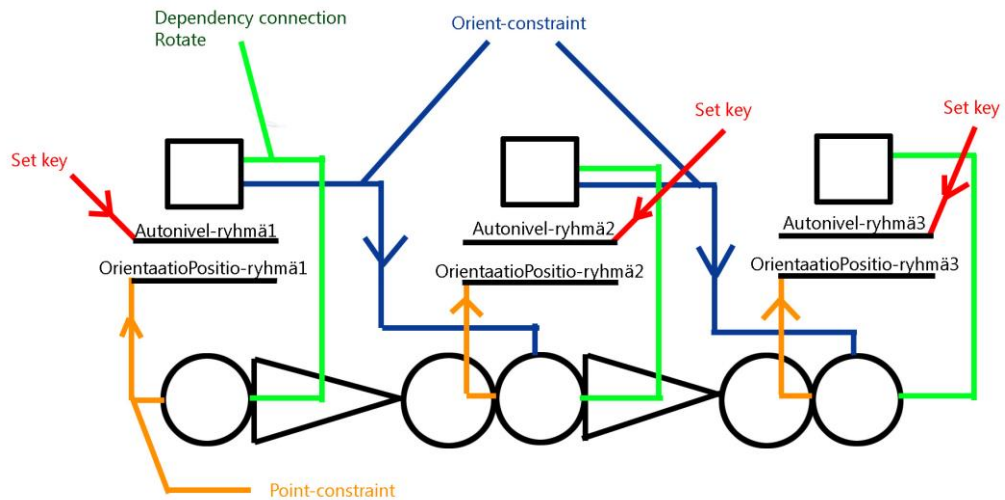 Dependency connection
Rotate
Orient-constraint
Set key
Set key
Set key
Autonivel-ryhmä1
Autonivel-ryhmä2
Autonivel-ryhmä3
OrientaatioPositio-ryhmä1
OrientaatioPositio-ryhmä2
OrientaatioPositio-ryhmä3
Point-constraint